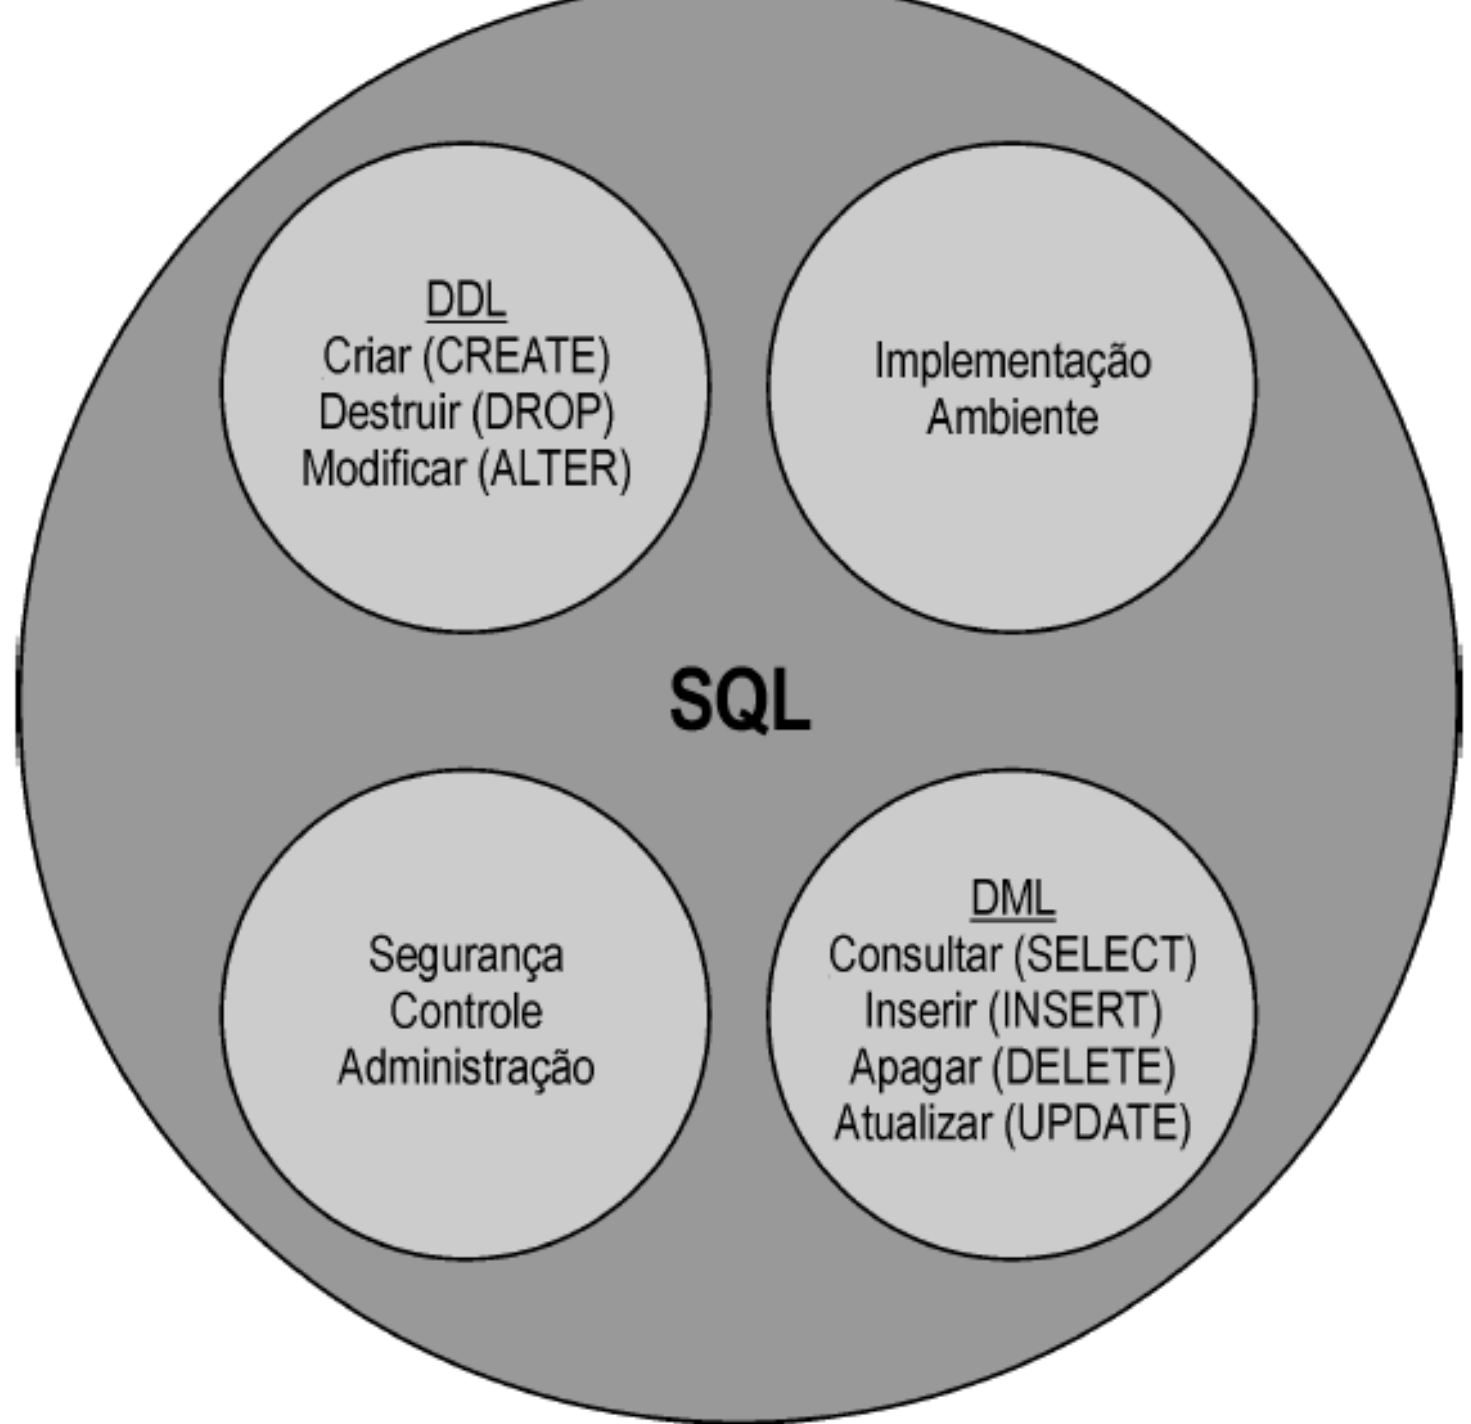 DDL
Criar (CREATE)
Destruir (DROP)
Modificar (ALTER)
Implementação
Ambiente
SQL
Segurança
Controle
Administração
DML
Consultar (SELECT)
Inserir (INSERT)
Apagar (DELETE)
Atualizar (UPDATE)